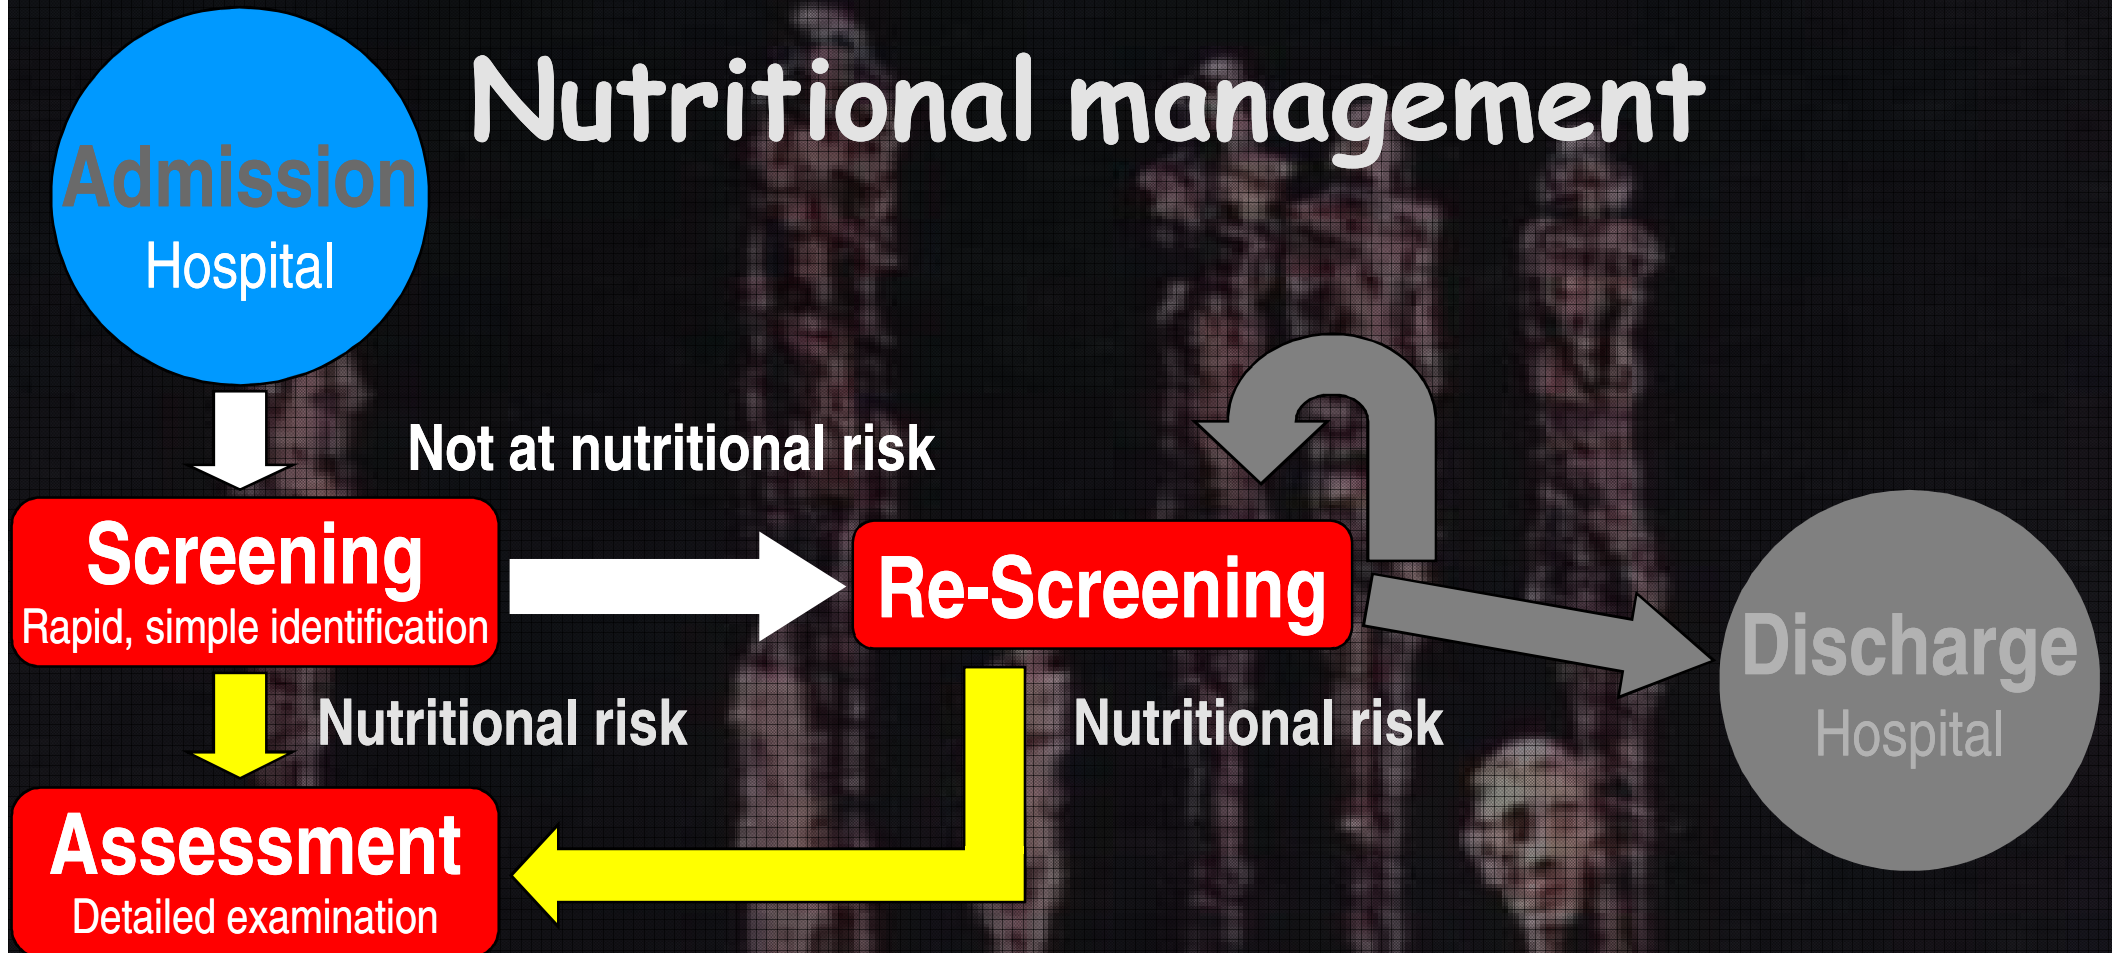 Nutritional management
Admission
Hospital
Not at nutritional risk
Screening
Rapid, simple identification
Re-Screening
Discharge
Hospital
Nutritional risk
Nutritional risk
Assessment
Detailed examination